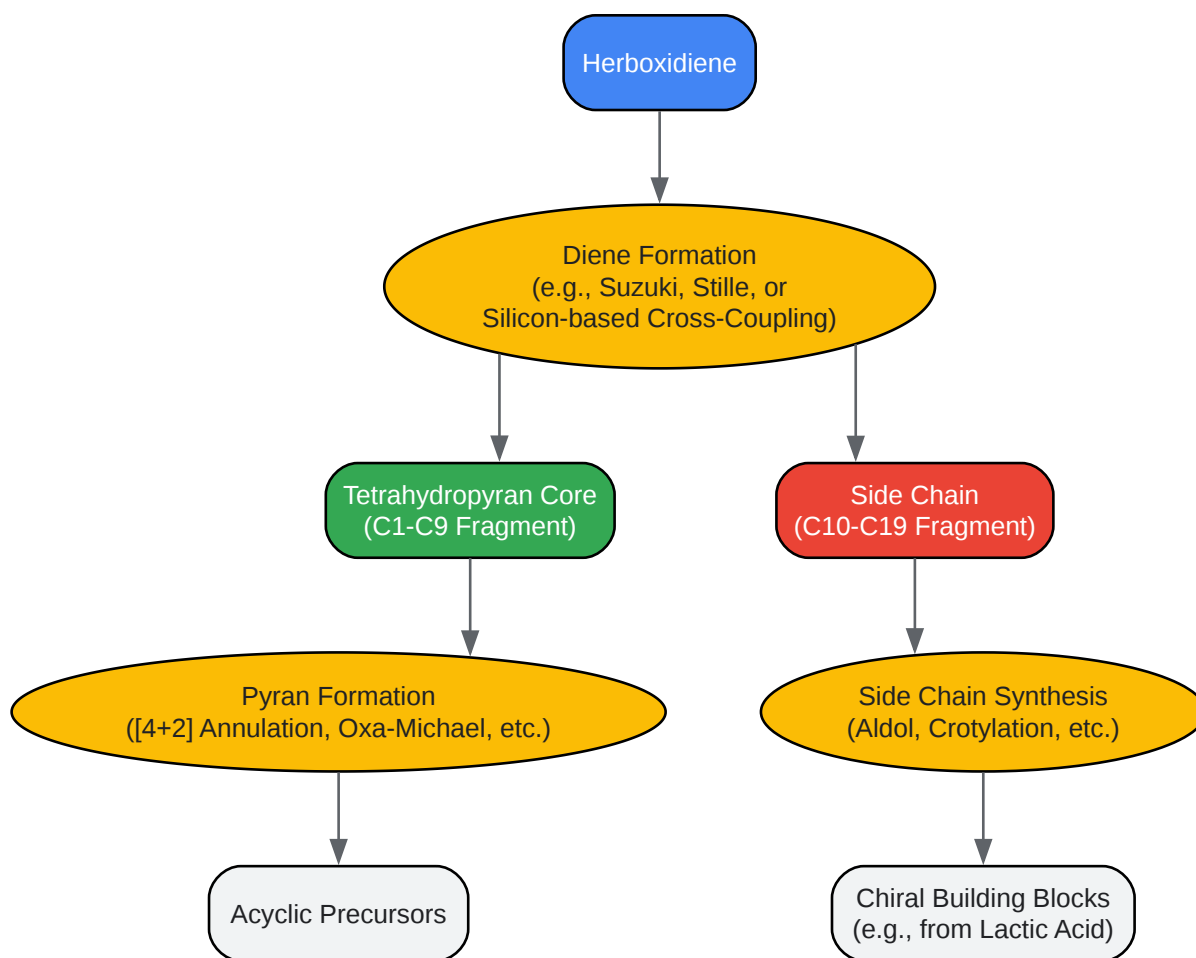 Herboxidiene
Diene Formation
(e.g., Suzuki, Stille, or
Silicon-based Cross-Coupling)
Tetrahydropyran Core
(C1-C9 Fragment)
Side Chain
(C10-C19 Fragment)
Pyran Formation
([4+2] Annulation, Oxa-Michael, etc.)
Side Chain Synthesis
(Aldol, Crotylation, etc.)
Acyclic Precursors
Chiral Building Blocks
(e.g., from Lactic Acid)